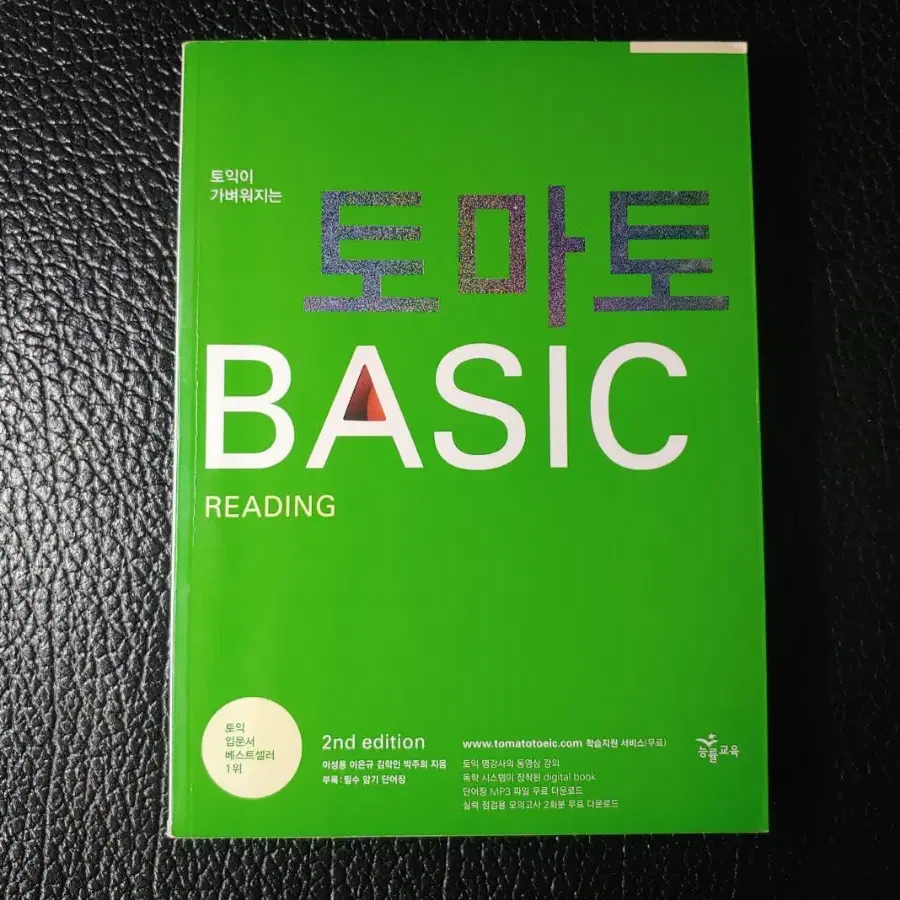 토익이
가벼워지는
토마토
BASIC
READING
토익
입문서
베스트셀러
1위
2nd edition
이성룡 이은규 김학인 박주희 지음
부록: 필수 암기 단어장
www.tomatotoeic.com 학습지원 서비스(무료)
토익 명강사의 동영상 강의
독학 시스템이 장착된 digital book
단어장 MP3 파일 무료 다운로드
실력 점검용 모의고사 2회분 무료 다운로드
능률교육